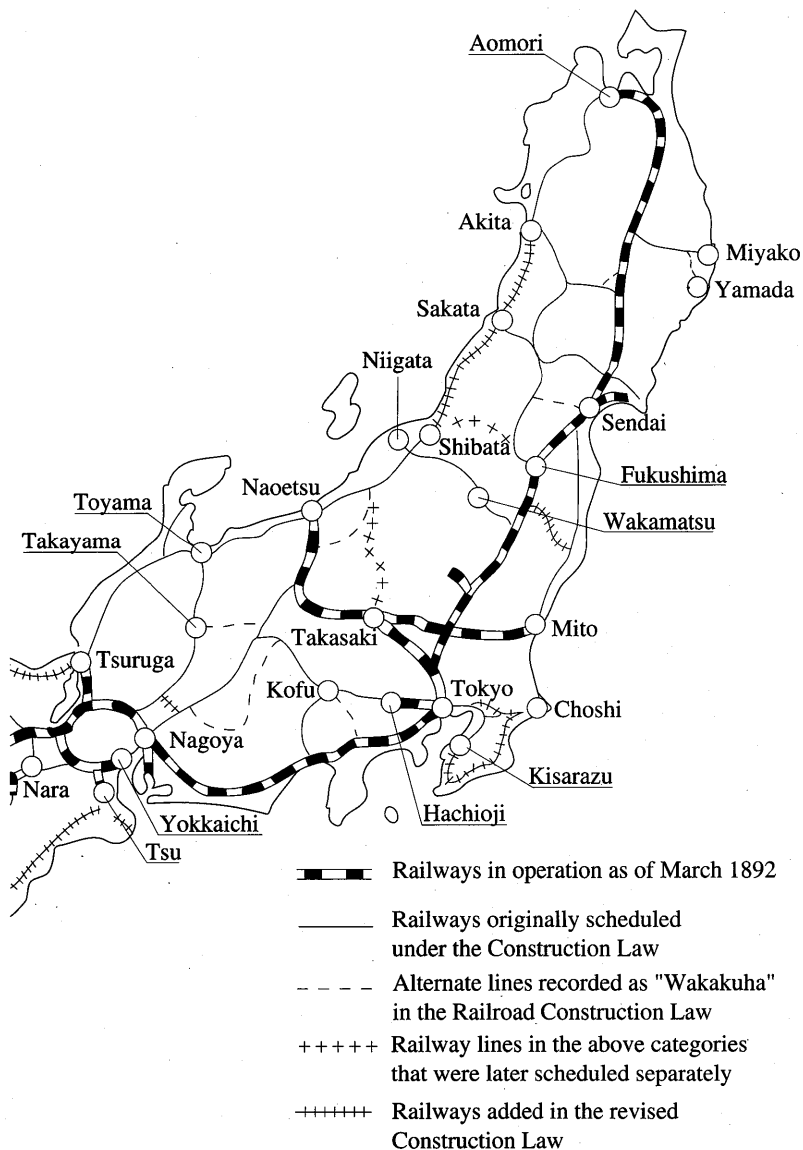 Aomori
Akita
Miyako
Yamada
Sakata
Niigata
Sendai
Shibata
Fukushima
Naoetsu
Toyama
Wakamatsu
Takayama
Takasaki
Mito
Tsuruga
Kofu
Tokyo
Choshi
Nagoya
Kisarazu
Nara
Hachioji
Yokkaichi
Tsu
Railways in operation as of March 1892
Railways originally scheduled
under the Construction Law
Alternate lines recorded as "Wakakuha"
in the Railroad Construction Law
Railway lines in the above categories
that were later scheduled separately
Railways added in the revised
Construction Law